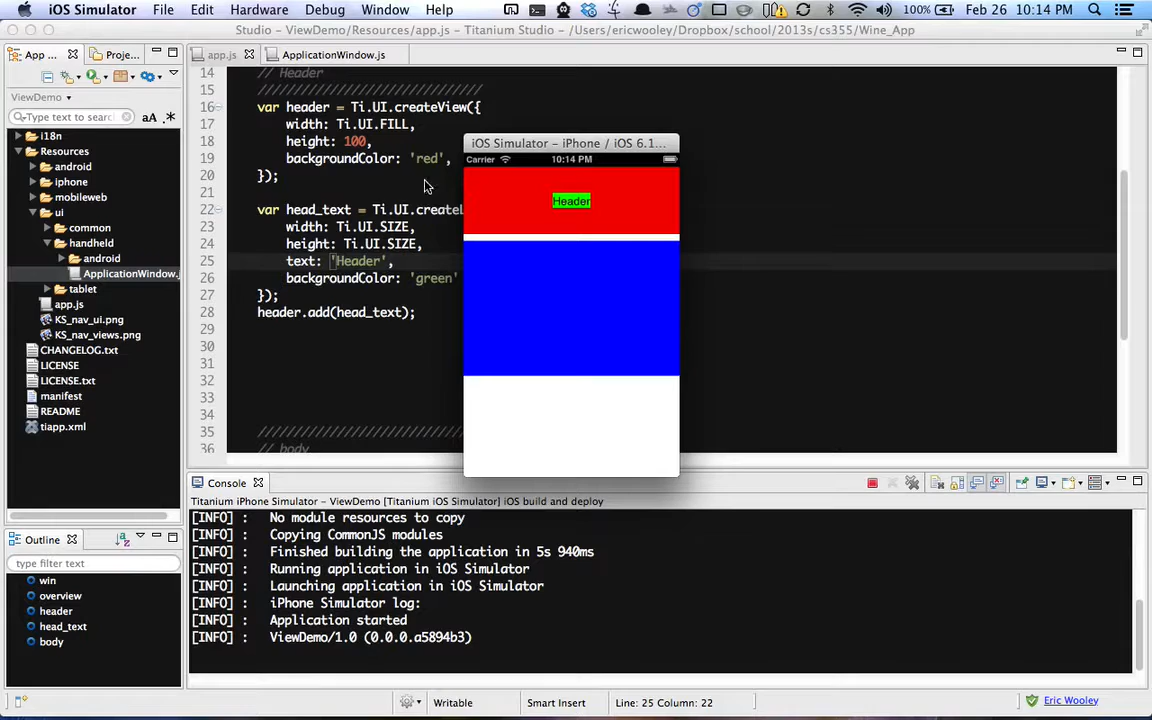 iOS Simulator File Edit Hardware Debug Window Help 100% Feb 26 10:14 PM
Studio – ViewDemo/Resources/app.js – Titanium Studio – /Users/ericwooley/Dropbox/school/2013s/cs355/Wine_App
App ... Proje...
ViewDemo
Type to search
aA .*
i18n
Resources
android
iphone
mobileweb
ui
common
handheld
android
ApplicationWindow.j
tablet
app.js
KS_nav_ui.png
KS_nav_views.png
CHANGELOG.txt
LICENSE
LICENSE.txt
manifest
README
tiapp.xml
Outline
type filter text
win
overview
header
head_text
body
app.js ApplicationWindow.js
14 // Header
15 ////////////////////////////////
16 var header = Ti.UI.createView({
17 width: Ti.UI.FILL,
18 height: 100,
19 backgroundColor: 'red',
20 });
21
22 var head_text = Ti.UI.createL
23 width: Ti.UI.SIZE,
24 height: Ti.UI.SIZE,
25 text: 'Header',
26 backgroundColor: 'green'
27 });
28 header.add(head_text);
29
30
31
32
33
34
35 /////////////////////////////
36 // body
iOS Simulator – iPhone / iOS 6.1...
Carrier 10:14 PM
Header
Console
Titanium iPhone Simulator – ViewDemo [Titanium iOS Simulator] iOS build and deploy
[INFO] : No module resources to copy
[INFO] : Copying CommonJS modules
[INFO] : Finished building the application in 5s 940ms
[INFO] : Running application in iOS Simulator
[INFO] : Launching application in iOS Simulator
[INFO] : iPhone Simulator log:
[INFO] : Application started
[INFO] : ViewDemo/1.0 (0.0.0.a5894b3)
Writable Smart Insert Line: 25 Column: 22 Eric Wooley